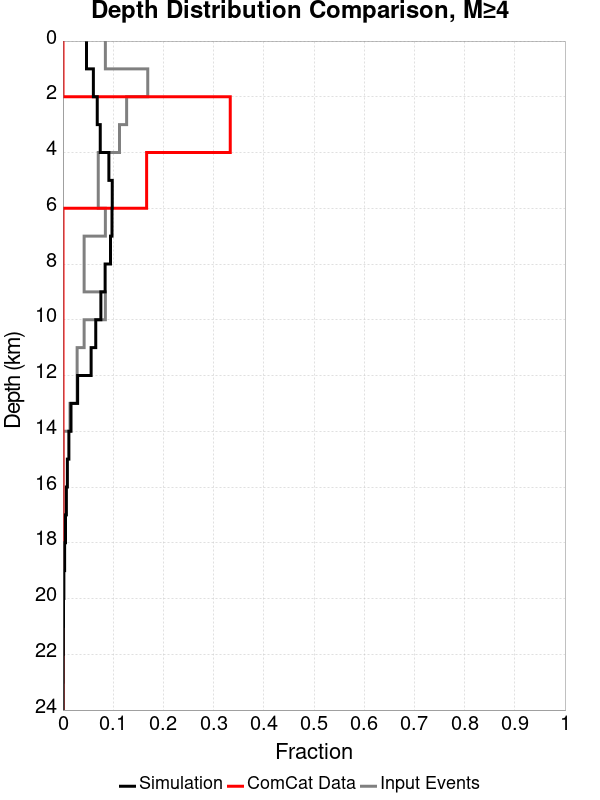 Depth Distribution Comparison, M≥4
0
2
4
6
8
10
12
14
16
18
20
22
24
Depth (km)
0 0.1 0.2 0.3 0.4 0.5 0.6 0.7 0.8 0.9 1
Fraction
Simulation ComCat Data Input Events